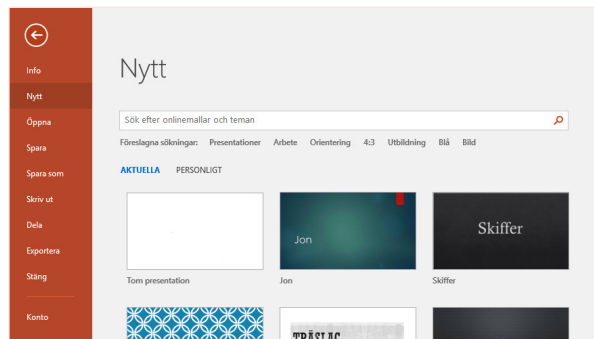 Info
Nytt
Öppna
Spara
Spara som
Skriv ut
Dela
Exportera
Stäng
Konto
Nytt
Sök efter onlinemallar och teman
Föreslagna sökningar: Presentationer Arbete Orientering 4:3 Utbildning Blå Bild
AKTUELLA PERSONLIGT
Jon
Skiffer
Tom presentation Jon Skiffer
TRÄSLAG